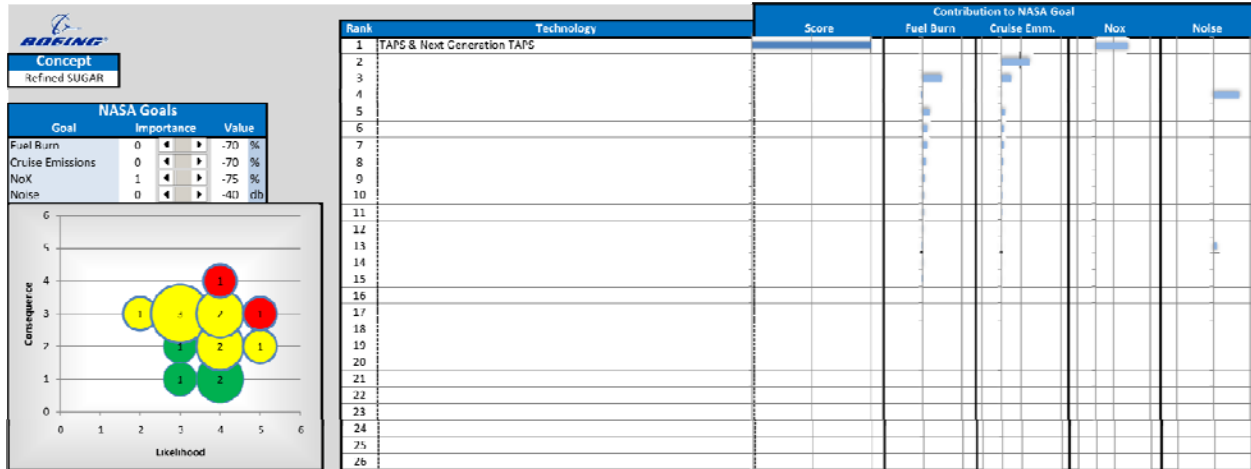 BOEING
Concept
Refined SUGAR
NASA Goals
Goal Importance Value
Fuel Burn 0 -70 %
Cruise Emissions 0 -70 %
NoX 1 -75 %
Noise 0 -40 db
6
5
4
3
2
1
0
0 1 2 3 4 5 6
Consequence
Likelihood
1
1 3 2 1
1 2 1
1 2
Contribution to NASA Goal
Rank Technology Score Fuel Burn Cruise Emm. Nox Noise
1 TAPS & Next Generation TAPS
2
3
4
5
6
7
8
9
10
11
12
13
14
15
16
17
18
19
20
21
22
23
24
25
26